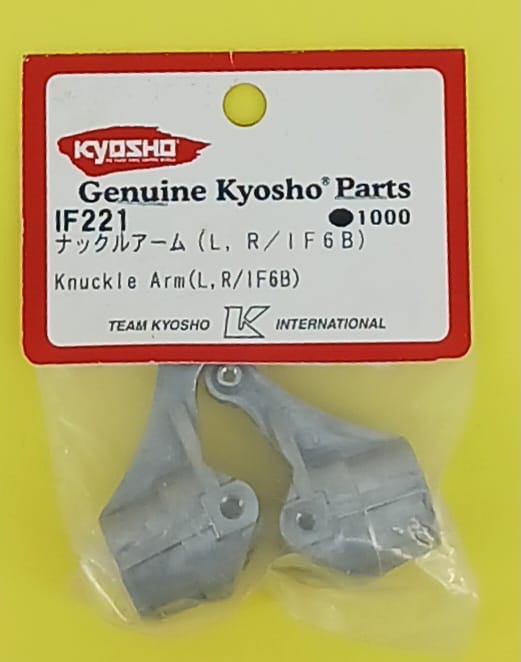 KYOSHO
Genuine Kyosho® Parts
IF221 ●1000
ナックルアーム(L, R/IF6B)
Knuckle Arm(L,R/IF6B)
TEAM KYOSHO K INTERNATIONAL